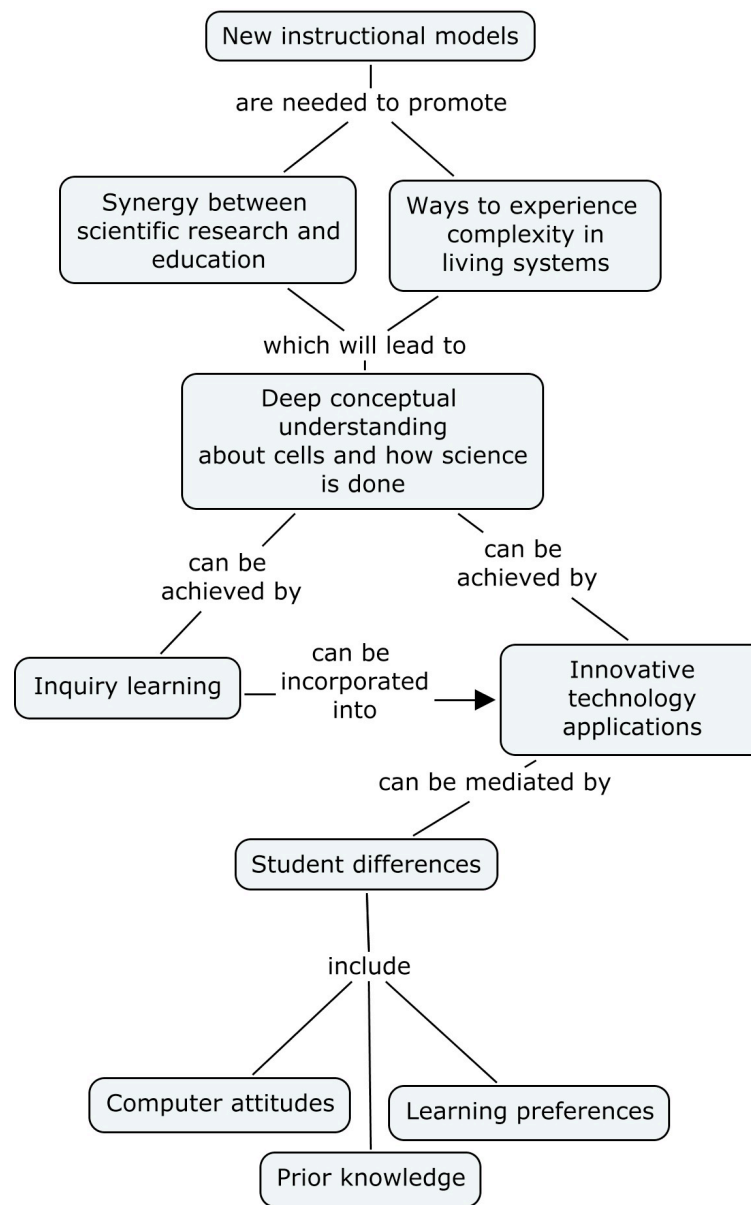 New instructional models
are needed to promote
Synergy between
scientific research and
education
Ways to experience
complexity in
living systems
which will lead to
Deep conceptual
understanding
about cells and how science
is done
can be
achieved by
can be
achieved by
Inquiry learning
can be
incorporated
into
Innovative
technology
applications
can be mediated by
Student differences
include
Computer attitudes
Learning preferences
Prior knowledge